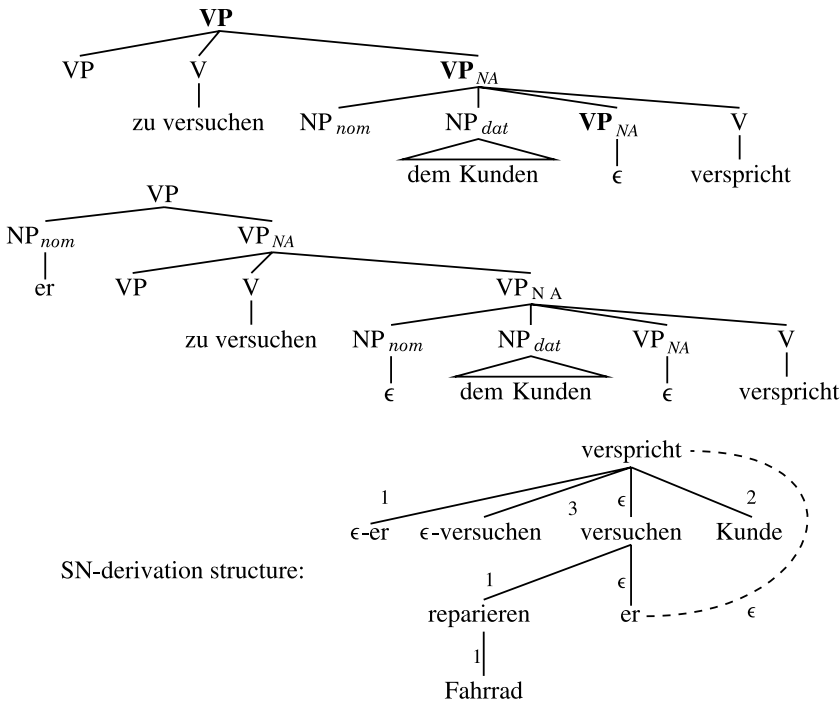 VP
VP V VP_NA
zu versuchen NP_nom NP_dat VP_NA V
dem Kunden ϵ verspricht
VP
NP_nom VP_NA
er VP V VP_N A
zu versuchen NP_nom NP_dat VP_NA V
ϵ dem Kunden ϵ verspricht
verspricht
1 3 ϵ 2
ϵ-er ϵ-versuchen versuchen Kunde
SN-derivation structure:
1 ϵ
reparieren er ϵ
1
Fahrrad